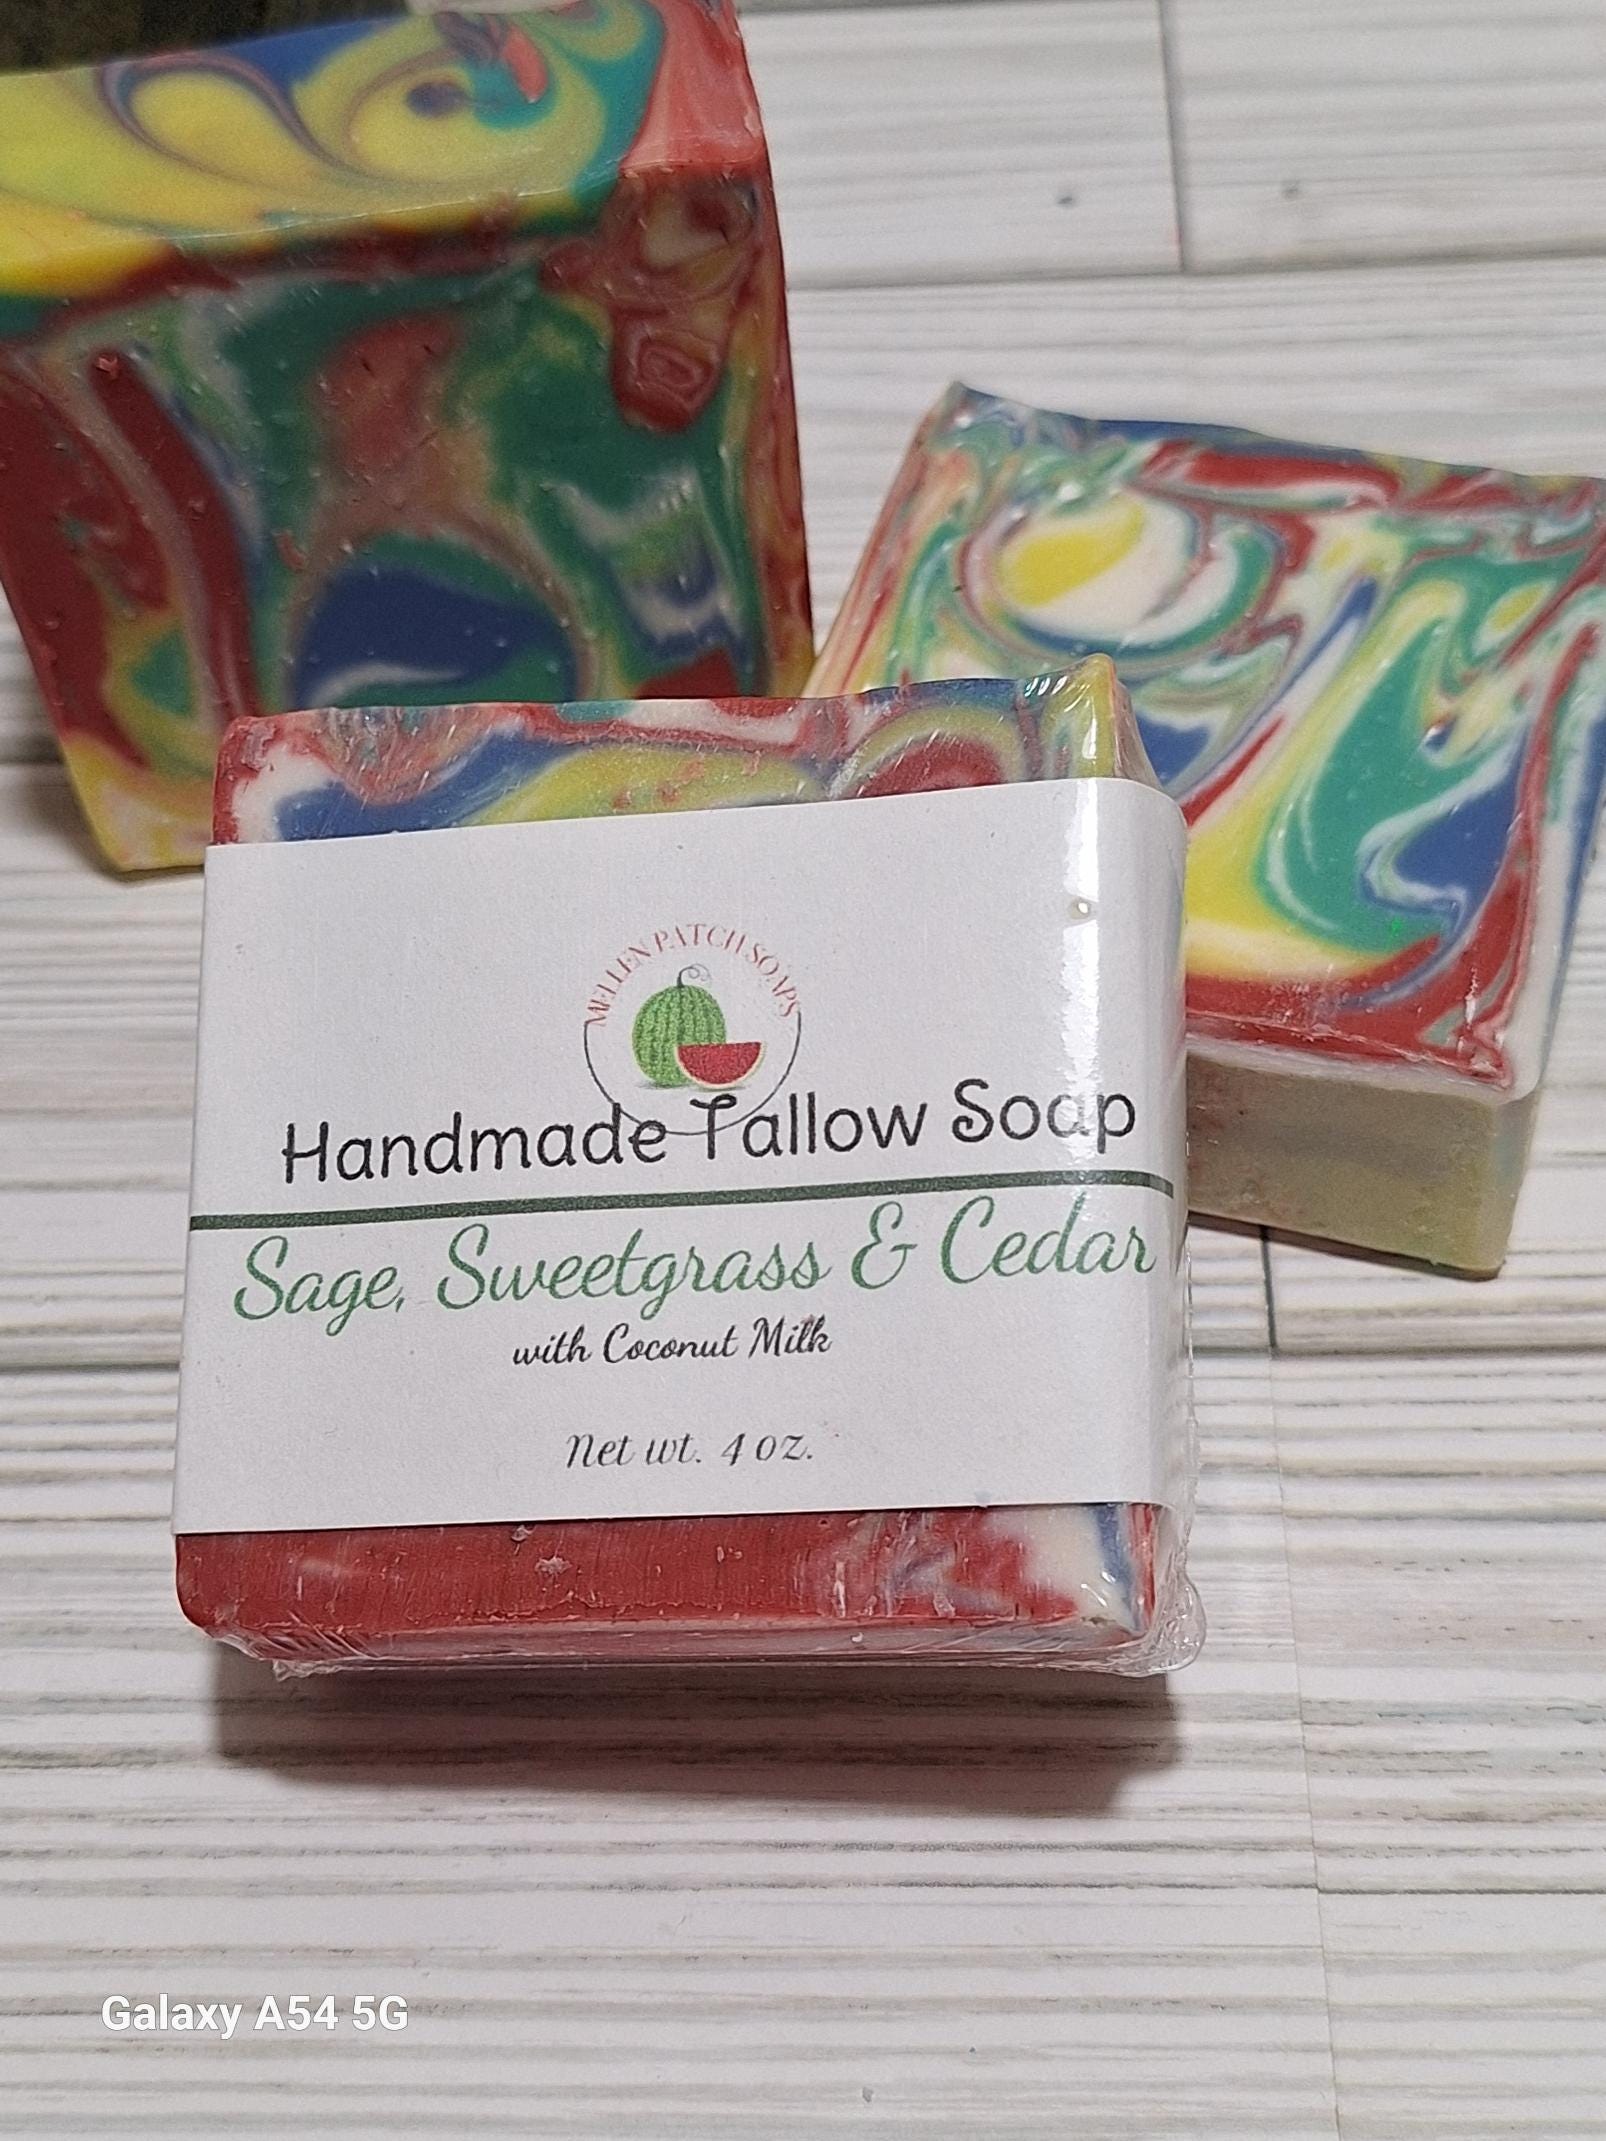 MELLEN PATCH SOAPS
Handmade Tallow Soap
Sage, Sweetgrass & Cedar
with Coconut Milk
Net wt. 4 oz.
Galaxy A54 5G